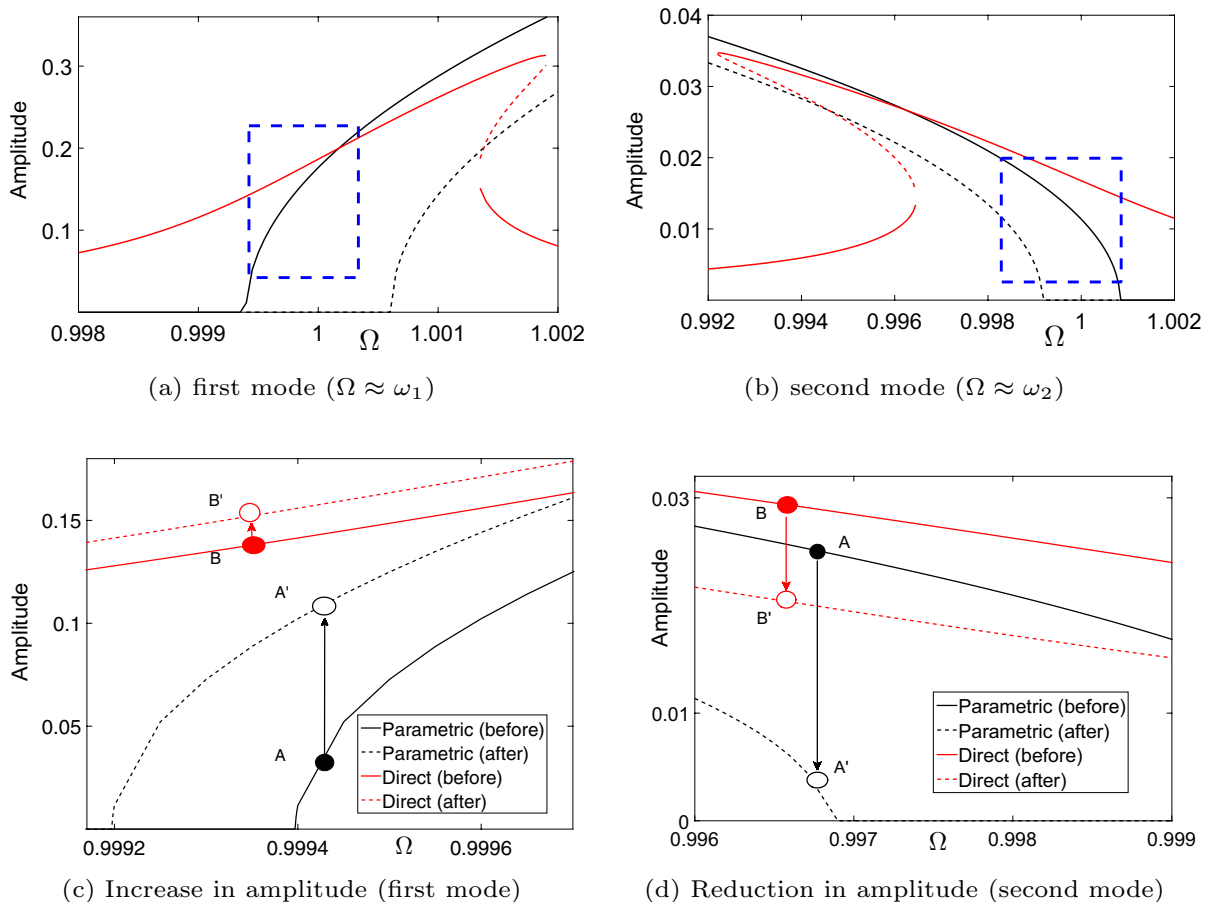 Amplitude
0.3
0.2
0.1
0.998
0.999
1
1.001
1.002
Ω
(a) first mode (Ω ≈ ω1)
Amplitude
0.04
0.03
0.02
0.01
0
0.992
0.994
0.996
0.998
1
1.002
Ω
(b) second mode (Ω ≈ ω2)
Amplitude
0.15
0.1
0.05
0
0.9992
0.9994
0.9996
Ω
B'
B
A'
A
Parametric (before)
Parametric (after)
Direct (before)
Direct (after)
(c) Increase in amplitude (first mode)
Amplitude
0.03
0.01
0
0.996
0.997
0.998
0.999
Ω
B
A
B'
A'
Parametric (before)
Parametric (after)
Direct (before)
Direct (after)
(d) Reduction in amplitude (second mode)